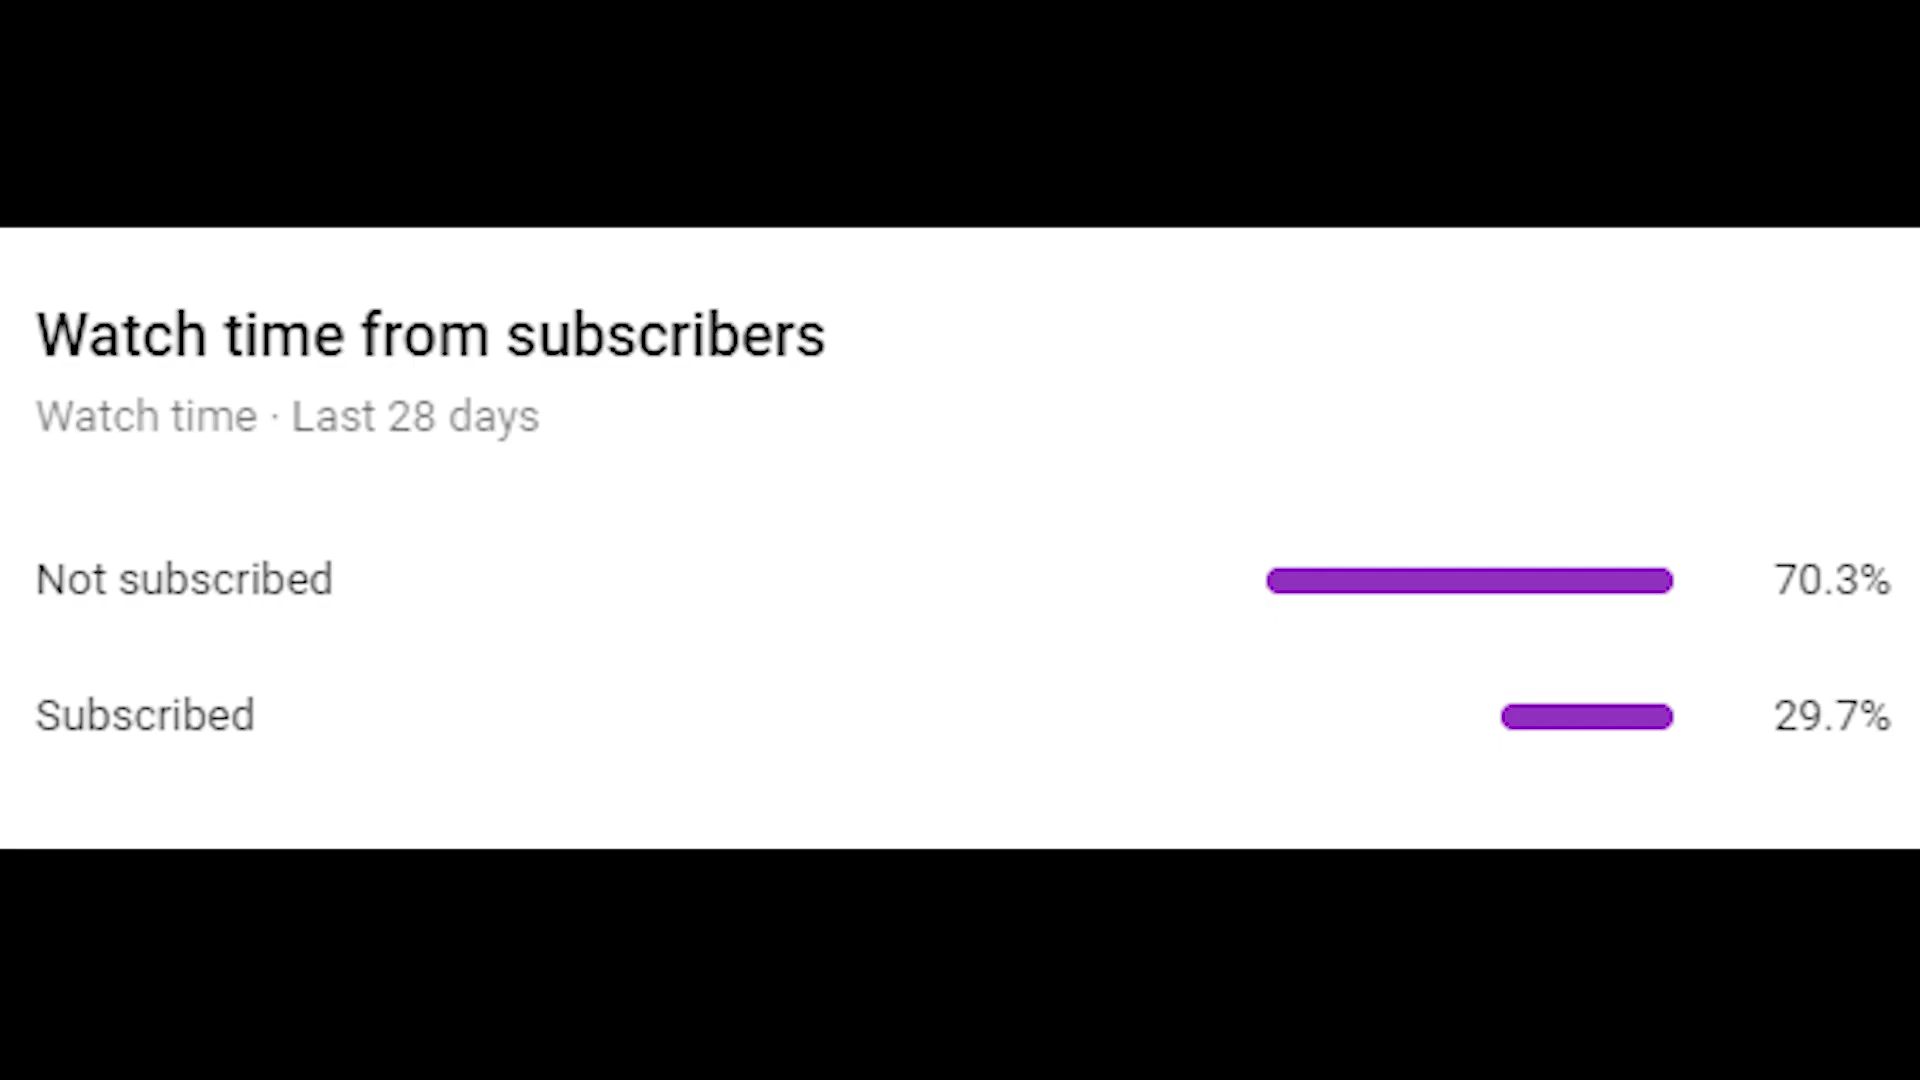 Watch time from subscribers
Watch time · Last 28 days
Not subscribed 70.3%
Subscribed 29.7%